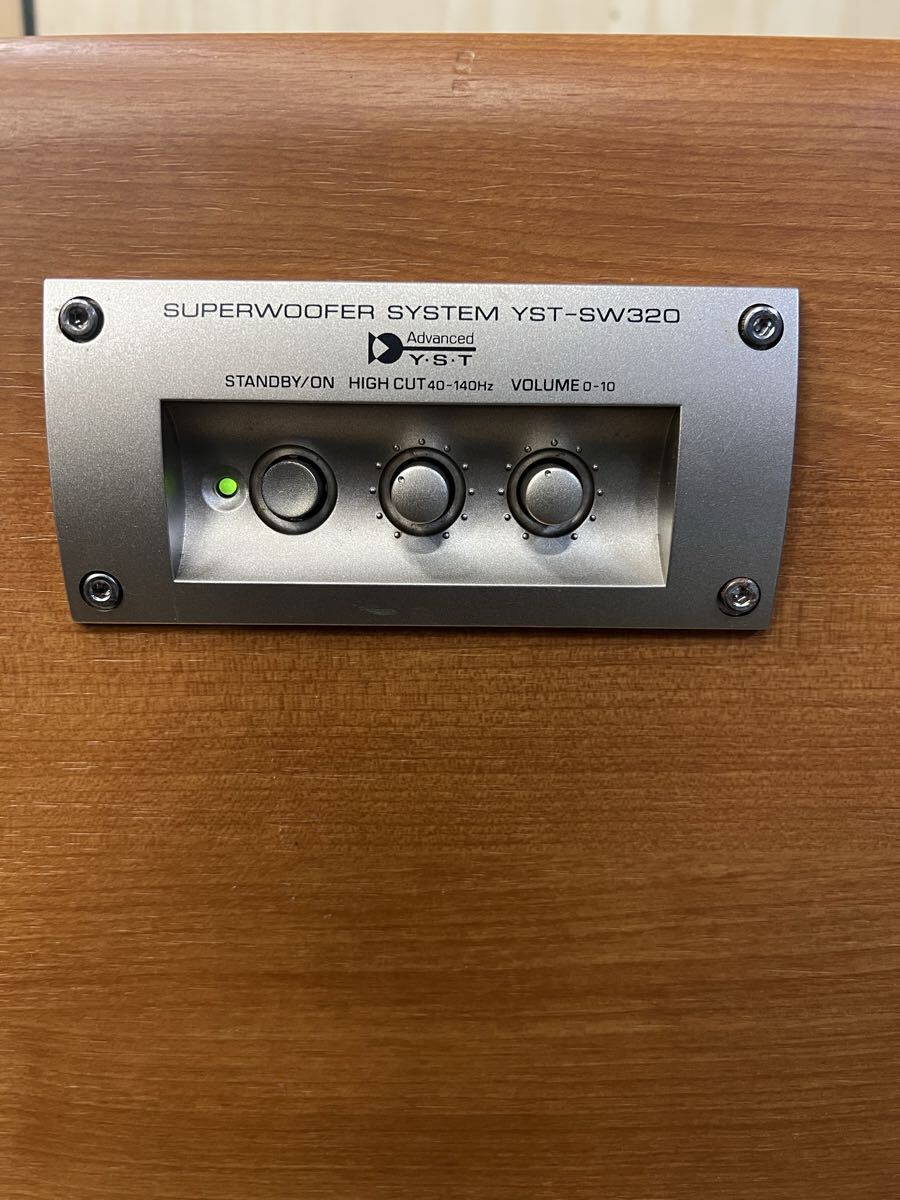 SUPERWOOFER SYSTEM YST-SW320
Advanced
Y·S·T
STANDBY/ON HIGH CUT 40-140Hz VOLUME 0-10